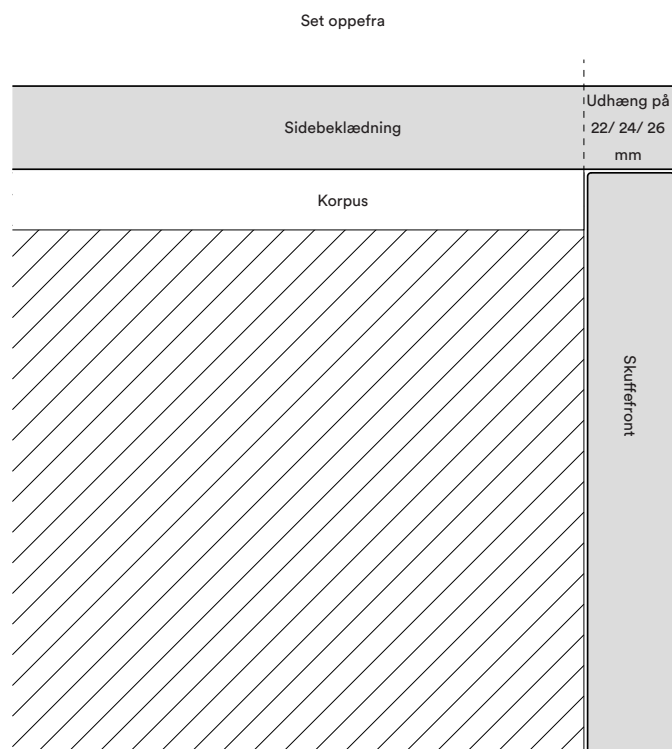 Set oppefra
Sidebeklædning
Udhæng på
22/ 24/ 26
mm
Korpus
Skuffefront